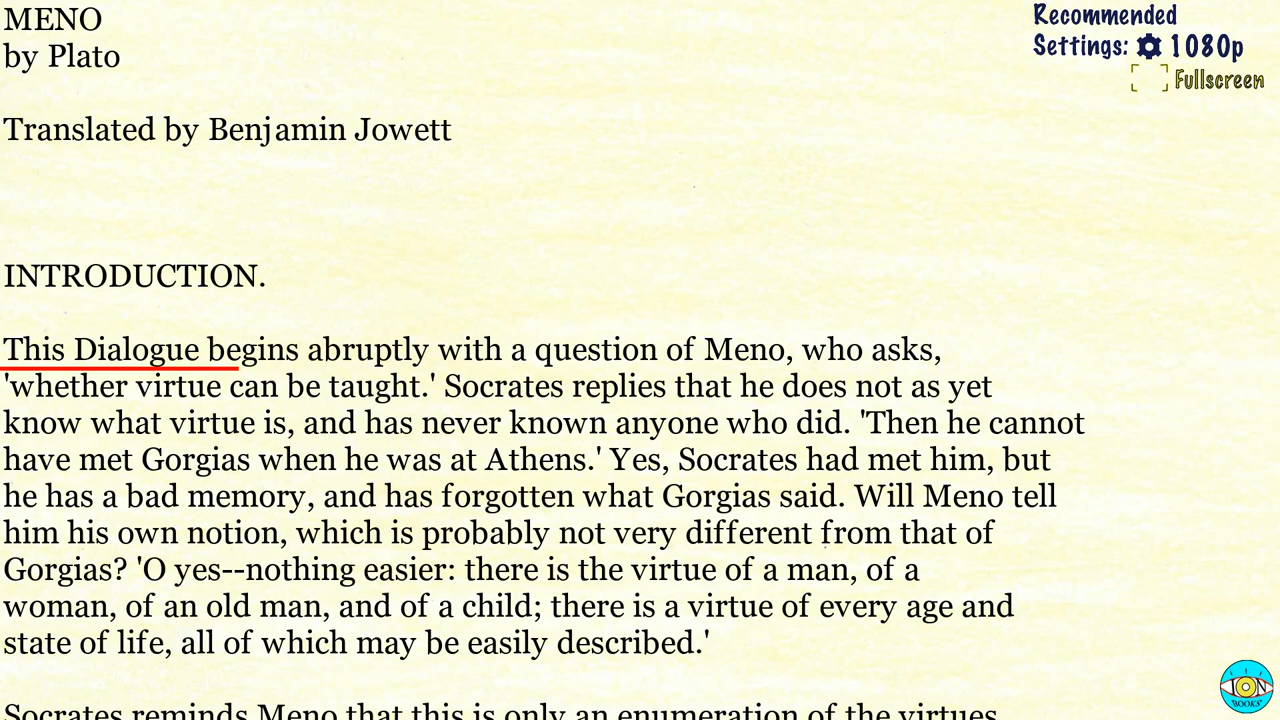 MENO
by Plato
Recommended
Settings: 1080p
Fullscreen
Translated by Benjamin Jowett
INTRODUCTION.
This Dialogue begins abruptly with a question of Meno, who asks,
'whether virtue can be taught.' Socrates replies that he does not as yet
know what virtue is, and has never known anyone who did. 'Then he cannot
have met Gorgias when he was at Athens.' Yes, Socrates had met him, but
he has a bad memory, and has forgotten what Gorgias said. Will Meno tell
him his own notion, which is probably not very different from that of
Gorgias? 'O yes--nothing easier: there is the virtue of a man, of a
woman, of an old man, and of a child; there is a virtue of every age and
state of life, all of which may be easily described.'
Socrates reminds Meno that this is only an enumeration of the virtues
ION
BOOKS